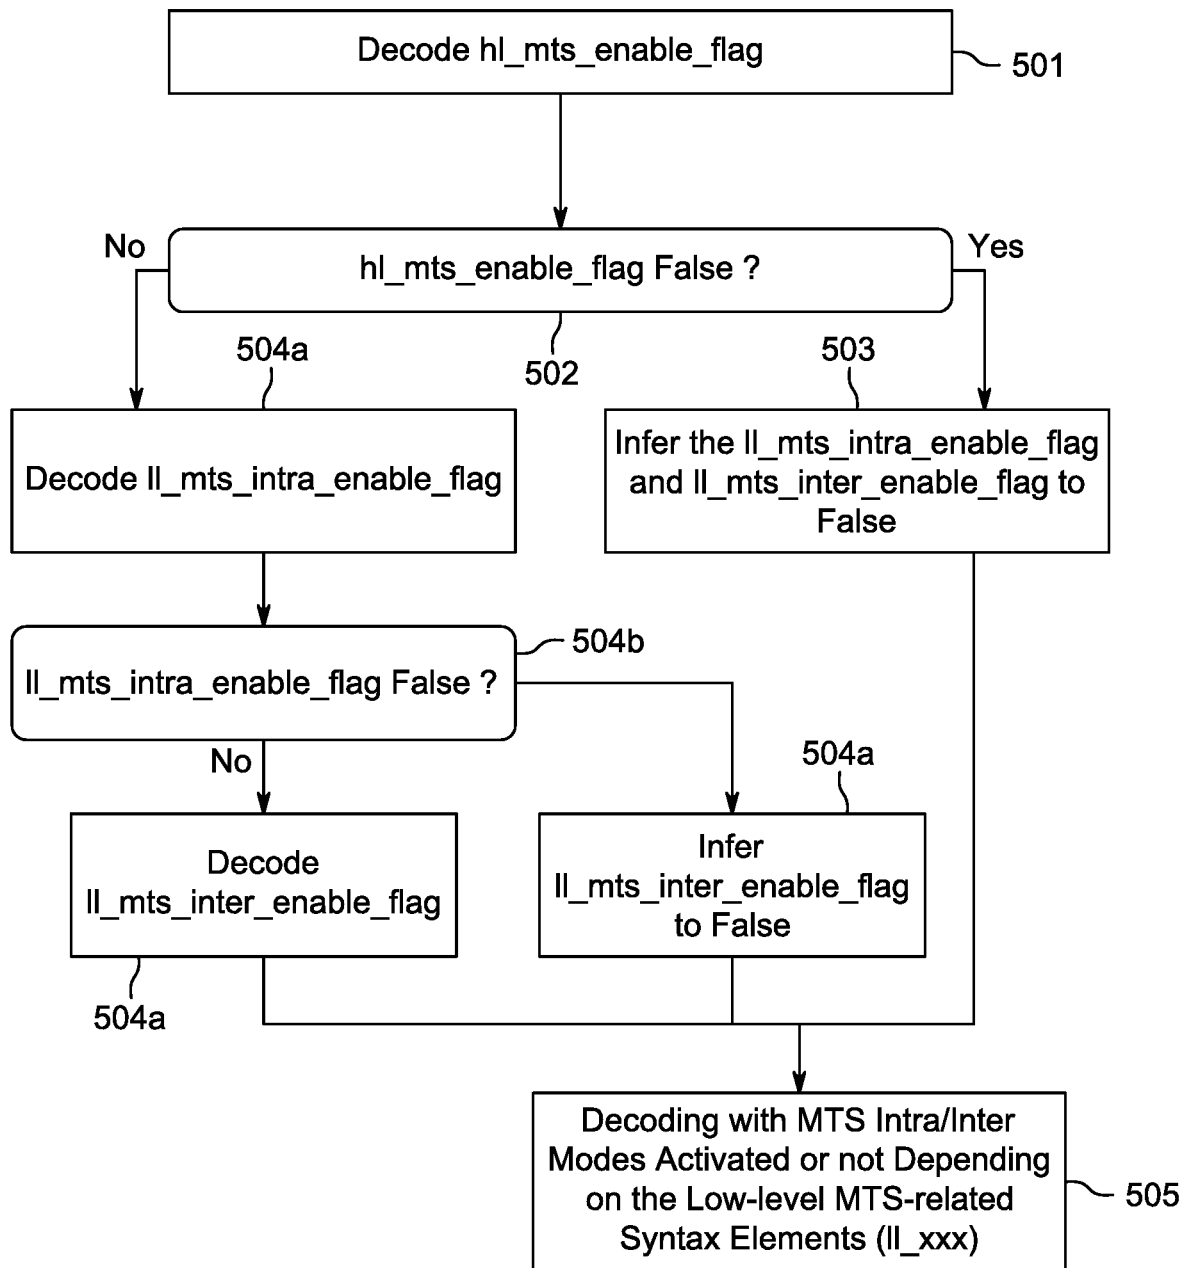 Decode hl_mts_enable_flag
501
No
hl_mts_enable_flag False ?
Yes
502
504a
503
Decode ll_mts_intra_enable_flag
Infer the ll_mts_intra_enable_flag
and ll_mts_inter_enable_flag to
False
ll_mts_intra_enable_flag False ?
504b
No
504a
Decode
ll_mts_inter_enable_flag
Infer
ll_mts_inter_enable_flag
to False
504a
Decoding with MTS Intra/Inter
Modes Activated or not Depending
on the Low-level MTS-related
Syntax Elements (ll_xxx)
505